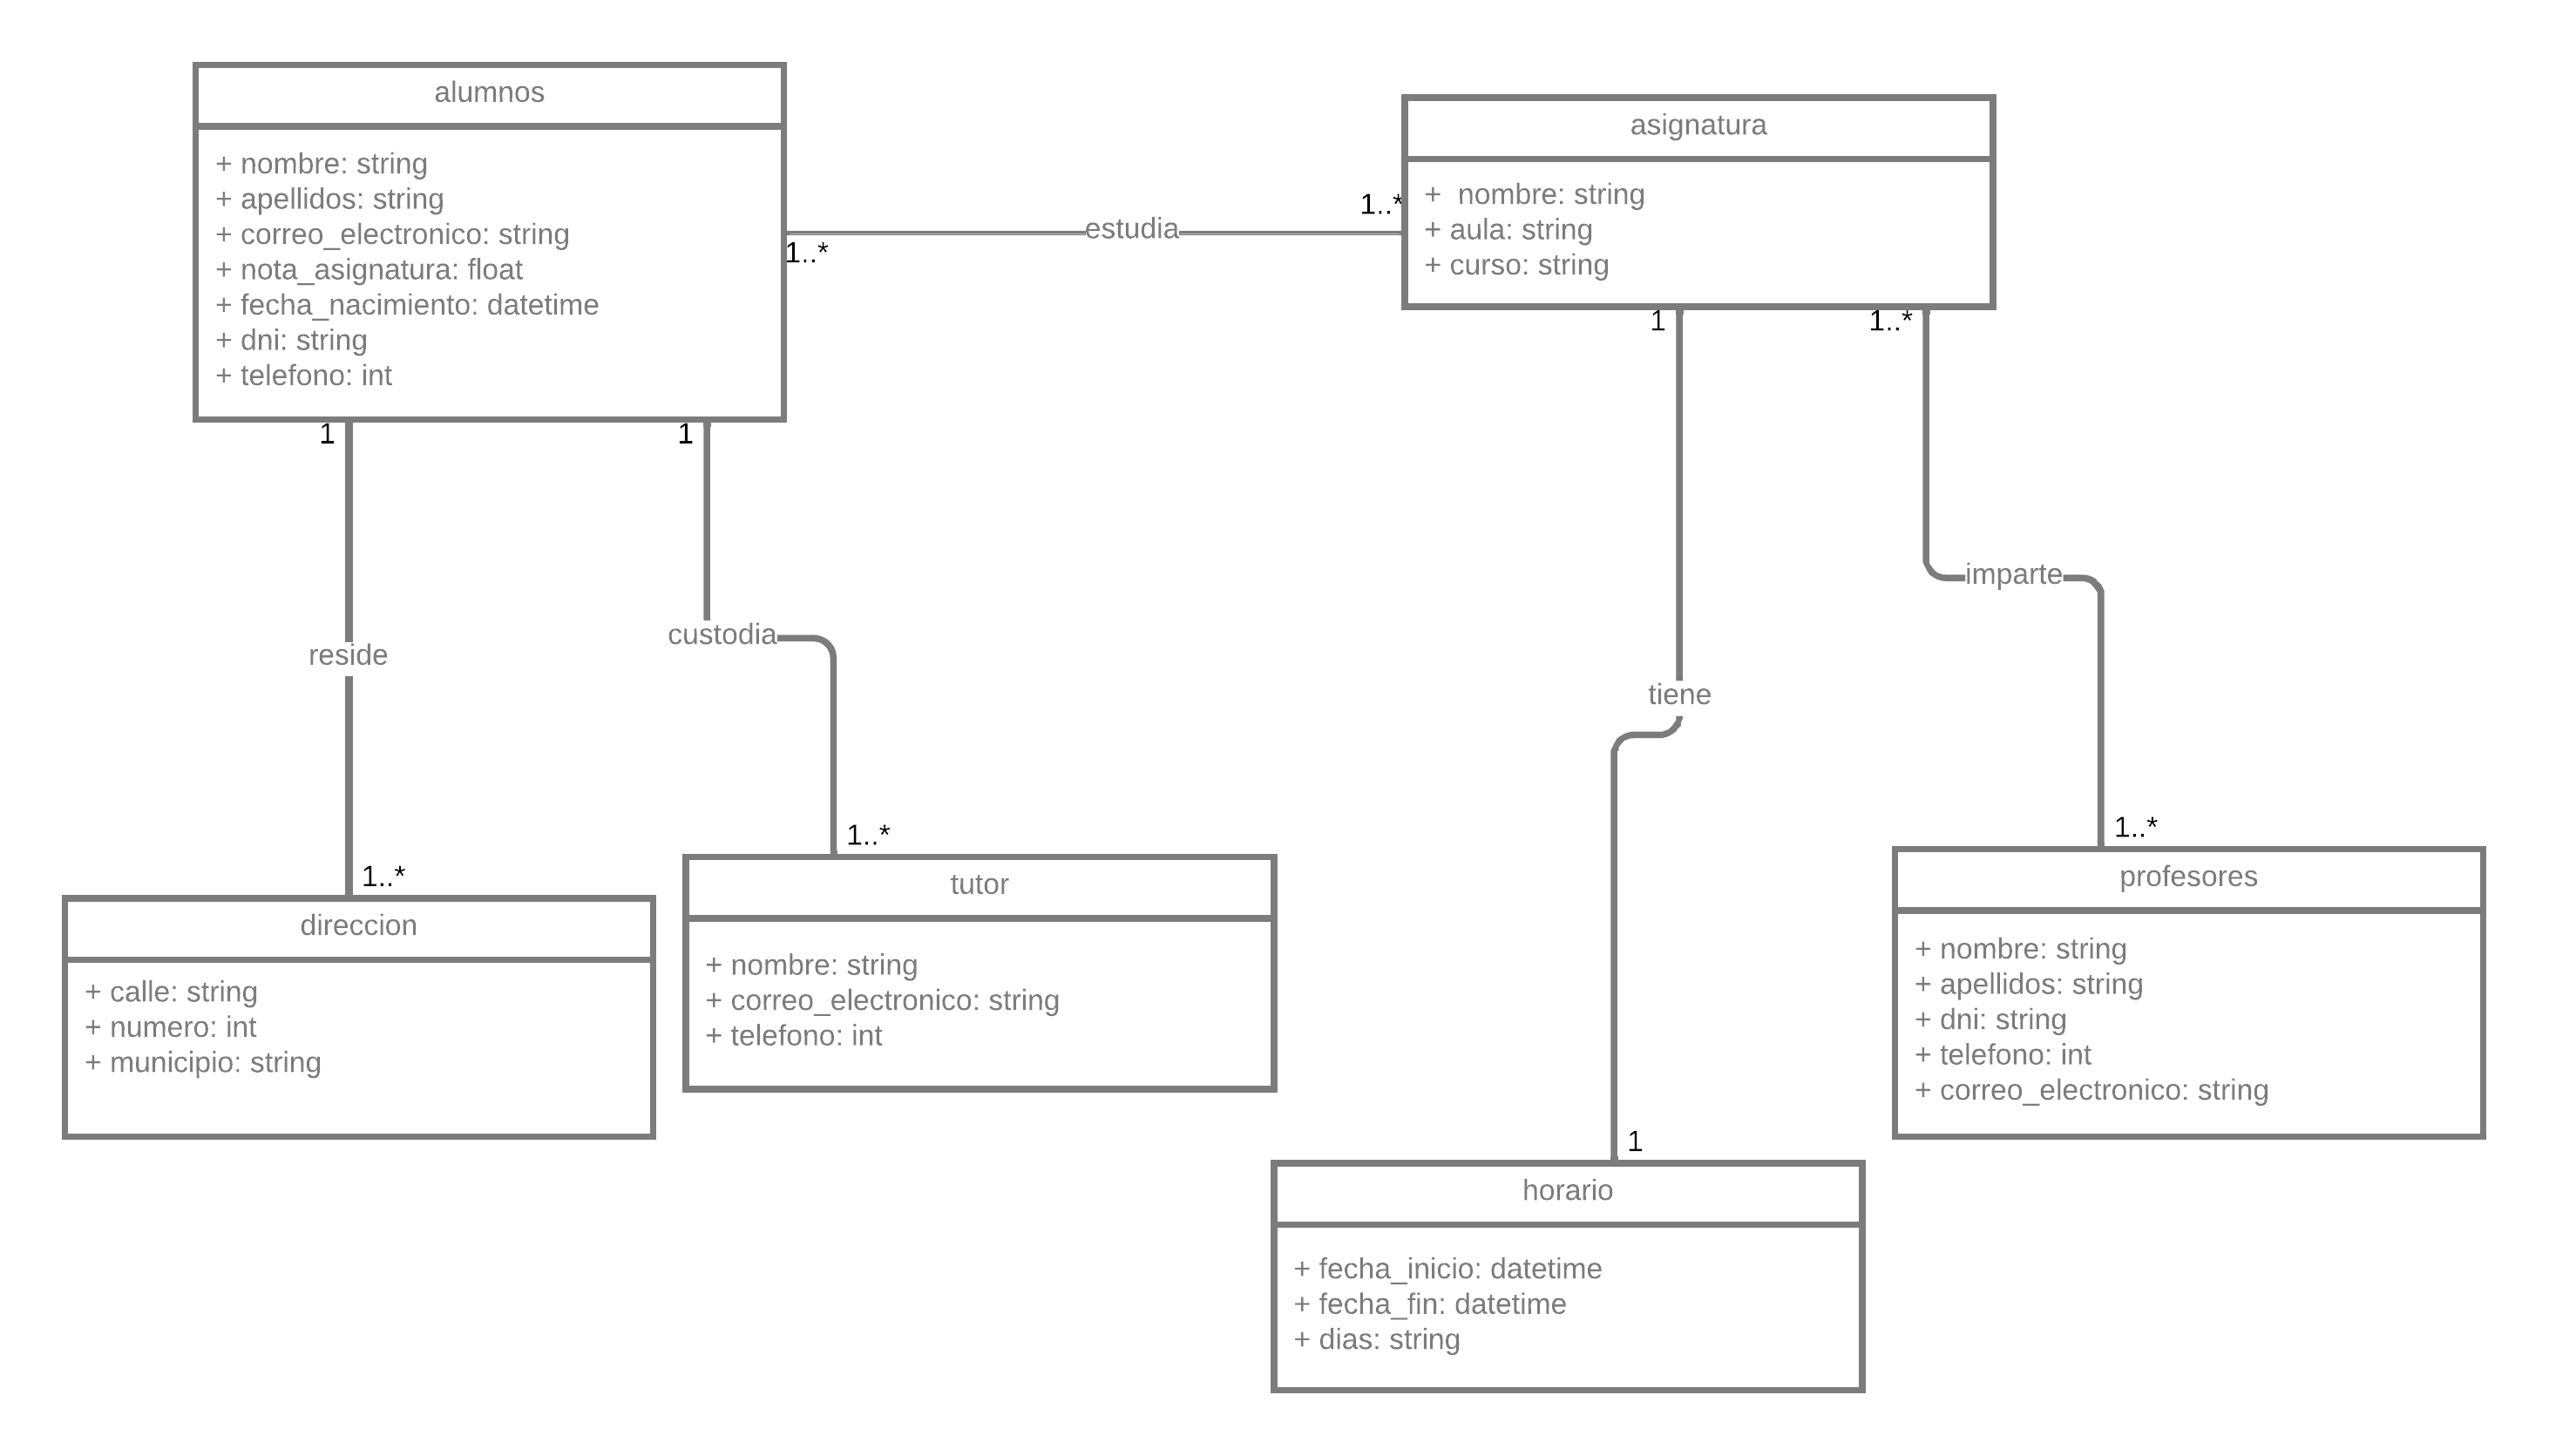 alumnos
+ nombre: string
+ apellidos: string
+ correo_electronico: string
+ nota_asignatura: float
+ fecha_nacimiento: datetime
+ dni: string
+ telefono: int
1..*
estudia
1..*
asignatura
+  nombre: string
+ aula: string
+ curso: string
1
1
1
1..*
reside
custodia
tiene
imparte
1..*
1..*
1
1..*
direccion
+ calle: string
+ numero: int
+ municipio: string
tutor
+ nombre: string
+ correo_electronico: string
+ telefono: int
horario
+ fecha_inicio: datetime
+ fecha_fin: datetime
+ dias: string
profesores
+ nombre: string
+ apellidos: string
+ dni: string
+ telefono: int
+ correo_electronico: string